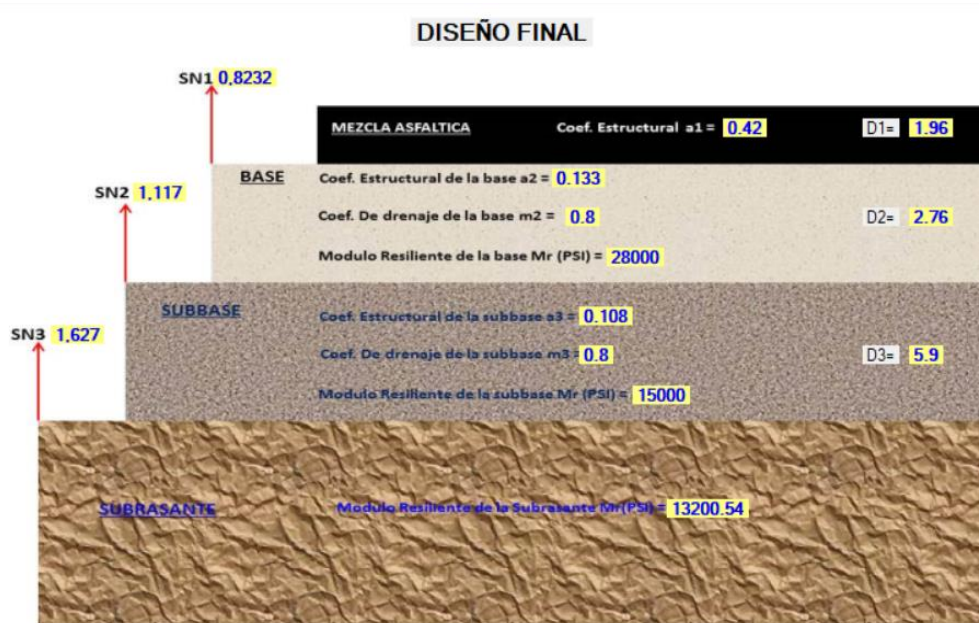 DISEÑO FINAL
SN1 0,8232
MEZCLA ASFALTICA Coef. Estructural a1 = 0.42 D1= 1.96
BASE Coef. Estructural de la base a2 = 0.133
SN2 1,117
Coef. De drenaje de la base m2 = 0.8 D2= 2.76
Modulo Resiliente de la base Mr (PSI) = 28000
SUBBASE Coef. Estructural de la subbase a3 = 0.108
SN3 1,627
Coef. De drenaje de la subbase m3 = 0.8 D3= 5.9
Modulo Resiliente de la subbase Mr (PSI) = 15000
SUBRASANTE Modulo Resiliente de la Subrasante Mr(PSI) = 13200.54